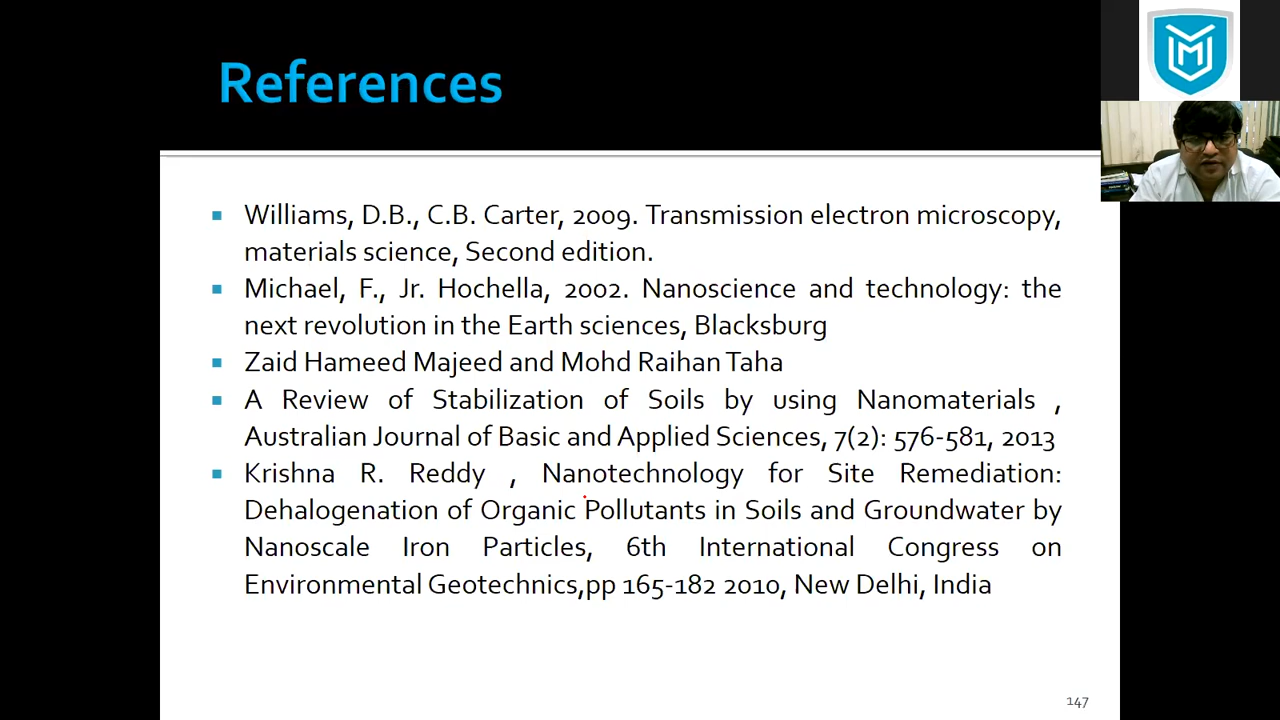 References
Williams, D.B., C.B. Carter, 2009. Transmission electron microscopy,
materials science, Second edition.
Michael, F., Jr. Hochella, 2002. Nanoscience and technology: the
next revolution in the Earth sciences, Blacksburg
Zaid Hameed Majeed and Mohd Raihan Taha
A Review of Stabilization of Soils by using Nanomaterials ,
Australian Journal of Basic and Applied Sciences, 7(2): 576-581, 2013
Krishna R. Reddy , Nanotechnology for Site Remediation:
Dehalogenation of Organic Pollutants in Soils and Groundwater by
Nanoscale Iron Particles, 6th International Congress on
Environmental Geotechnics,pp 165-182 2010, New Delhi, India
147